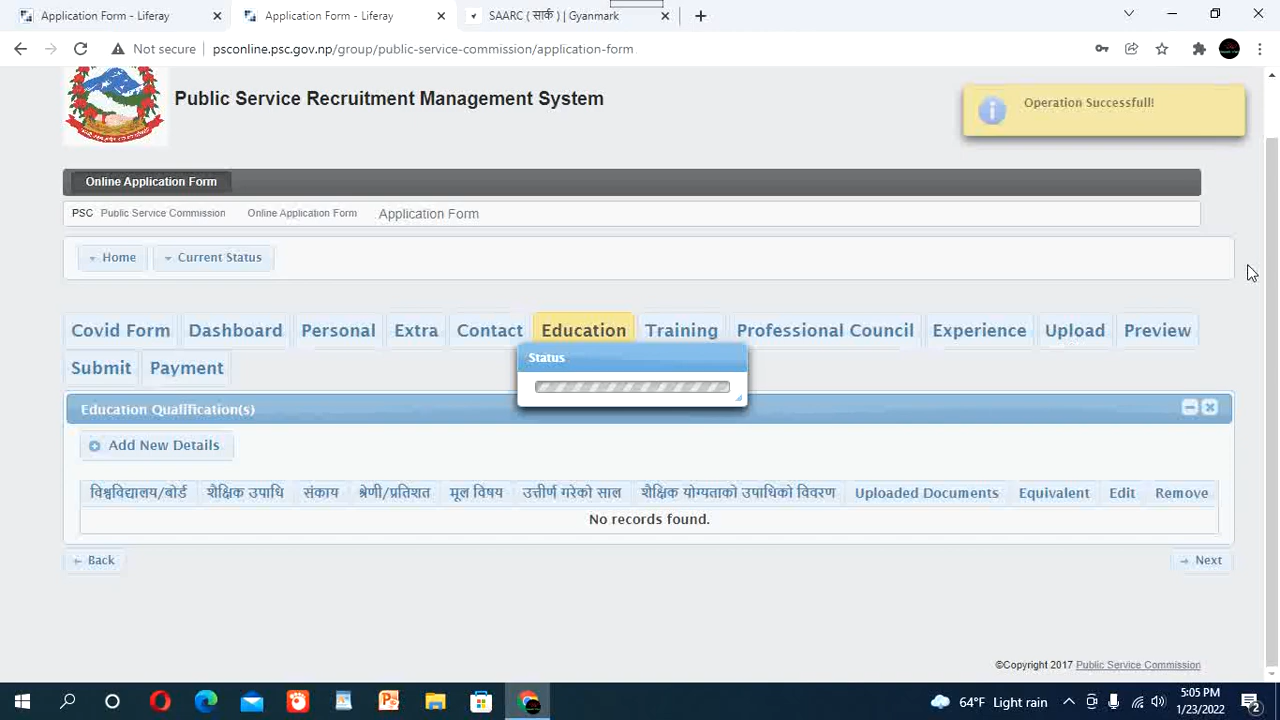 Application Form - Liferay
Application Form - Liferay
SAARC ( सार्क ) | Gyanmark
Not secure
psconline.psc.gov.np/group/public-service-commission/application-form
Public Service Recruitment Management System
Operation Successfull!
Online Application Form
PSC Public Service Commission Online Application Form Application Form
Home Current Status
Covid Form Dashboard Personal Extra Contact Education Training Professional Council Experience Upload Preview
Submit Payment
Status
Education Qualification(s)
Add New Details
विश्वविद्यालय/बोर्ड शैक्षिक उपाधि संकाय श्रेणी/प्रतिशत मूल विषय उत्तीर्ण गरेको साल शैक्षिक योग्यताको उपाधिको विवरण Uploaded Documents Equivalent Edit Remove
No records found.
Back Next
©Copyright 2017 Public Service Commission
64°F Light rain
5:05 PM
1/23/2022
2